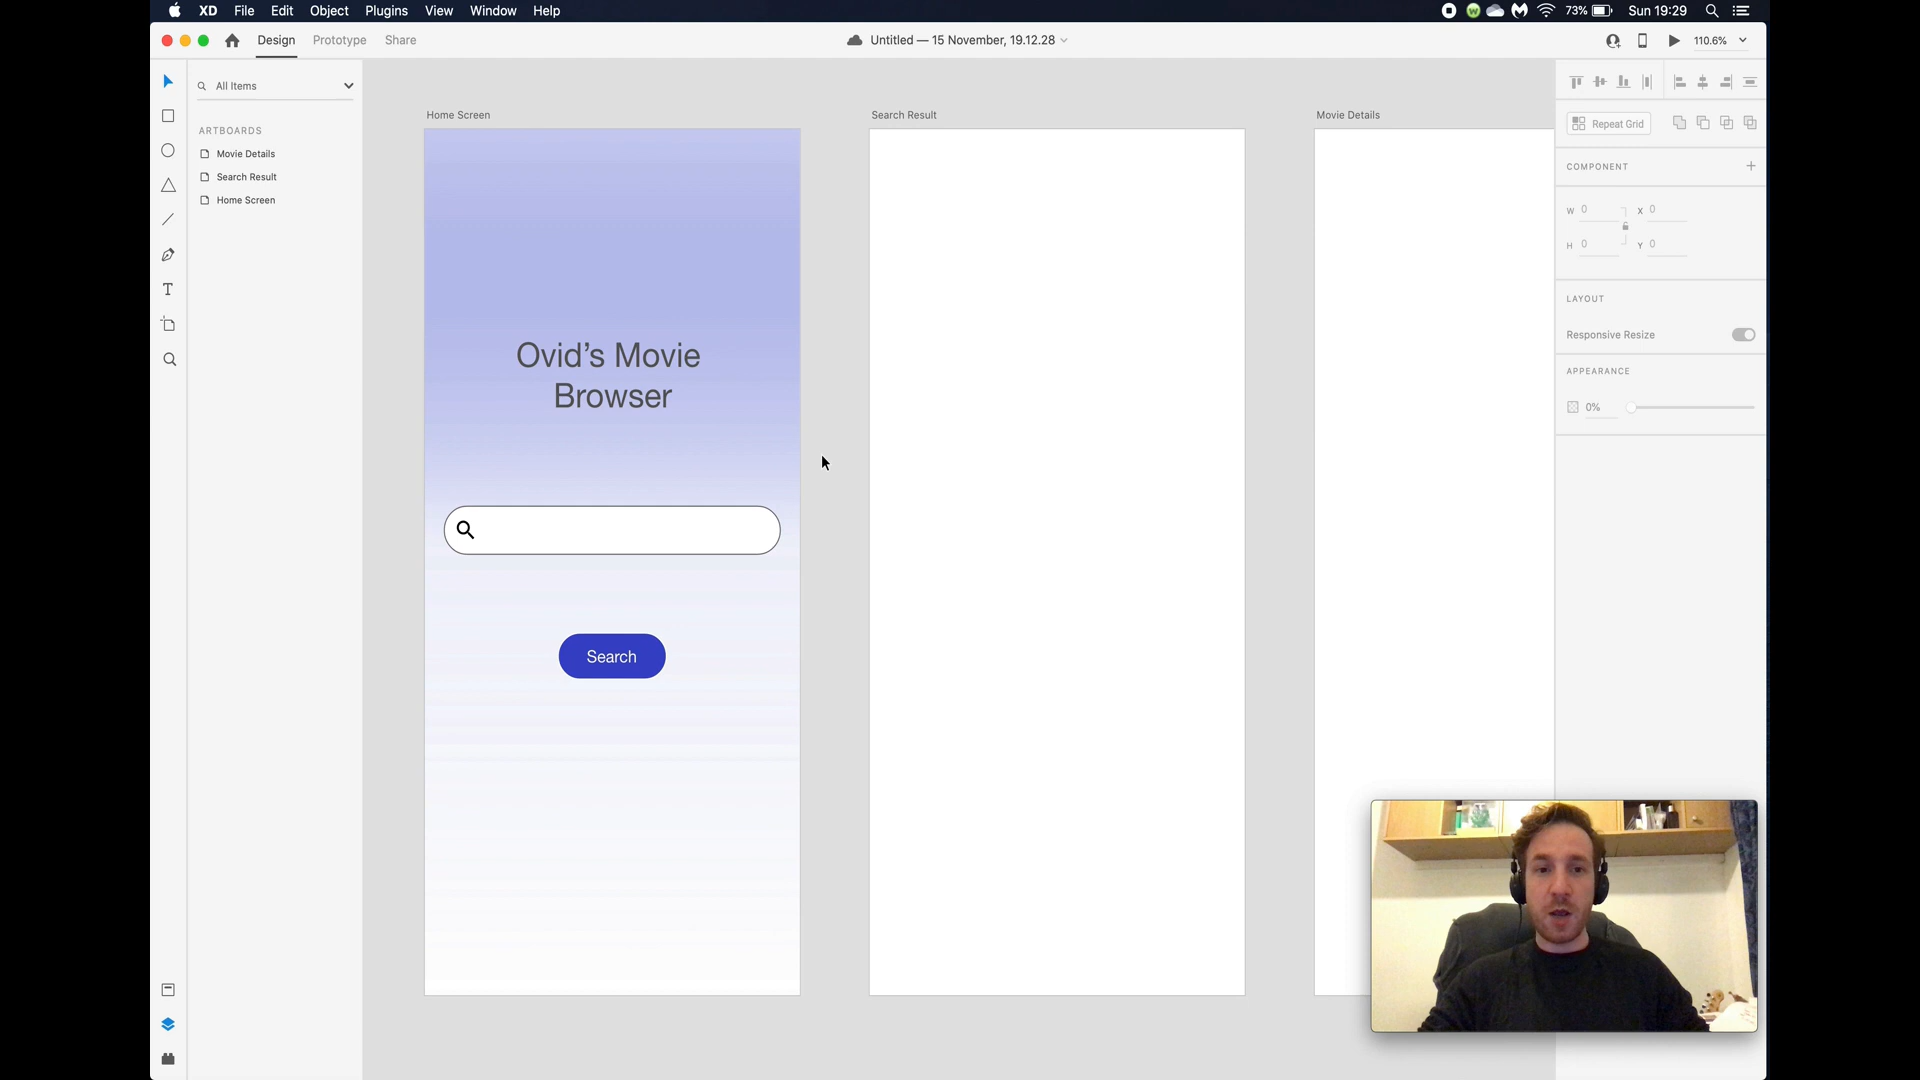 XD File Edit Object Plugins View Window Help
73% Sun 19:29
Design Prototype Share
Untitled — 15 November, 19.12.28
110.6%
All Items
ARTBOARDS
Movie Details
Search Result
Home Screen
Home Screen
Ovid’s Movie
Browser
Search
Search Result
Movie Details
Repeat Grid
COMPONENT
W 0 X 0
H 0 Y 0
LAYOUT
Responsive Resize
APPEARANCE
0%